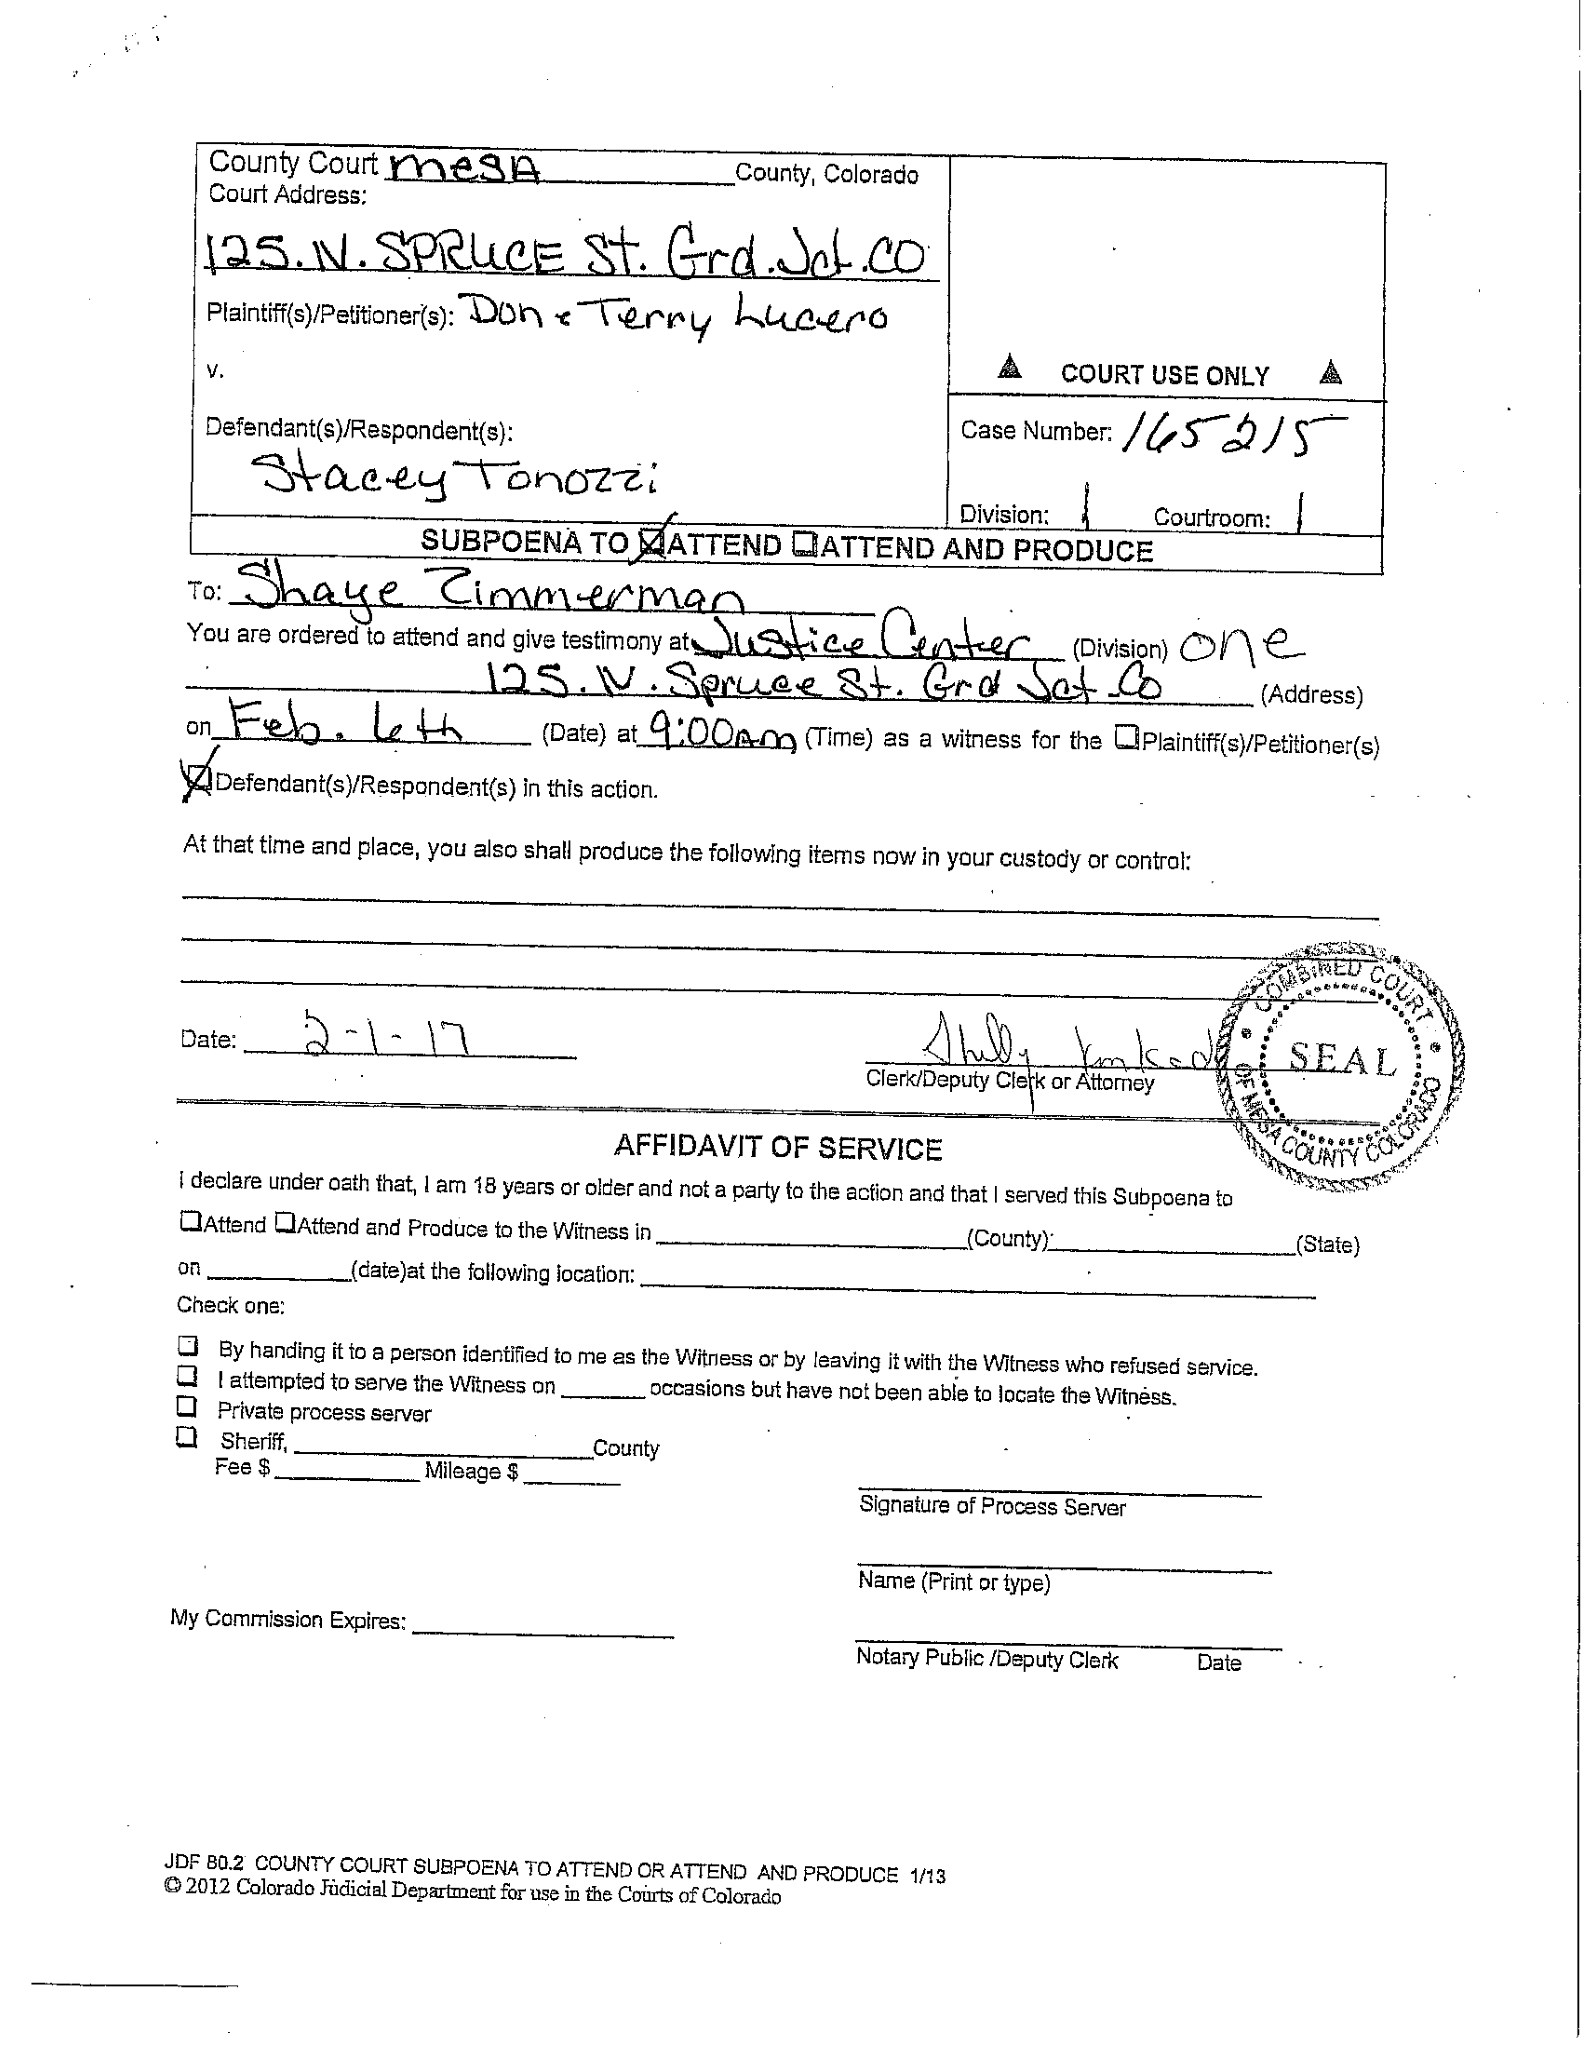 County Court mesA County, Colorado
Court Address:
125. N. SPRUCE St. Grd. Jct. CO
Plaintiff(s)/Petitioner(s): Don & Terry Lucero
v.
Defendant(s)/Respondent(s):
Stacey Tonozzi
▲ COURT USE ONLY ▲
Case Number: 165215
Division: 1 Courtroom: 1
SUBPOENA TO ☒ATTEND ☐ATTEND AND PRODUCE
To: Shaye Zimmerman
You are ordered to attend and give testimony at Justice Center (Division) one
125. N. Spruce St. Grd Jct. Co (Address)
on Feb. 6th (Date) at 9:00am (Time) as a witness for the ☐Plaintiff(s)/Petitioner(s)
☒Defendant(s)/Respondent(s) in this action.
At that time and place, you also shall produce the following items now in your custody or control:
Date: 2-1-17
Shelly
Clerk/Deputy Clerk or Attorney
COMBINED COURT
SEAL
OF MESA COUNTY COLORADO
AFFIDAVIT OF SERVICE
I declare under oath that, I am 18 years or older and not a party to the action and that I served this Subpoena to
☐Attend ☐Attend and Produce to the Witness in ____________ (County) ____________ (State)
on ____________ (date)at the following location: ____________
Check one:
☐ By handing it to a person identified to me as the Witness or by leaving it with the Witness who refused service.
☐ I attempted to serve the Witness on ______ occasions but have not been able to locate the Witness.
☐ Private process server
☐ Sheriff, ____________ County
Fee $ ________ Mileage $ ________
Signature of Process Server
Name (Print or type)
My Commission Expires: ____________
Notary Public /Deputy Clerk Date
JDF 80.2 COUNTY COURT SUBPOENA TO ATTEND OR ATTEND AND PRODUCE 1/13
© 2012 Colorado Judicial Department for use in the Courts of Colorado